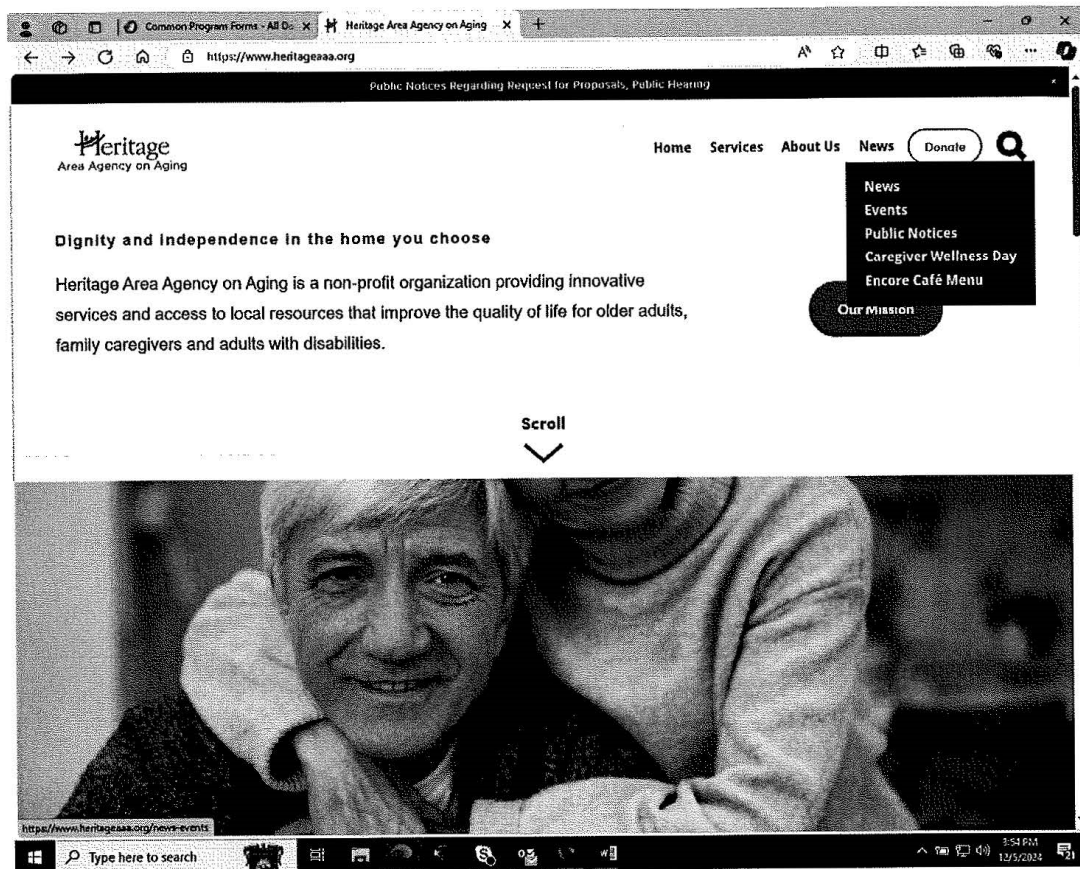 Common Program Forms - All Do
Heritage Area Agency on Aging
https://www.heritageaaa.org
Public Notices Regarding Request for Proposals, Public Hearing
Heritage
Area Agency on Aging
Home Services About Us News Donate
News
Events
Public Notices
Caregiver Wellness Day
Encore Café Menu
Dignity and independence in the home you choose
Heritage Area Agency on Aging is a non-profit organization providing innovative
services and access to local resources that improve the quality of life for older adults,
family caregivers and adults with disabilities.
Our Mission
Scroll
https://www.heritageaaa.org/news-events
Type here to search
3:54 PM
12/5/2024
21